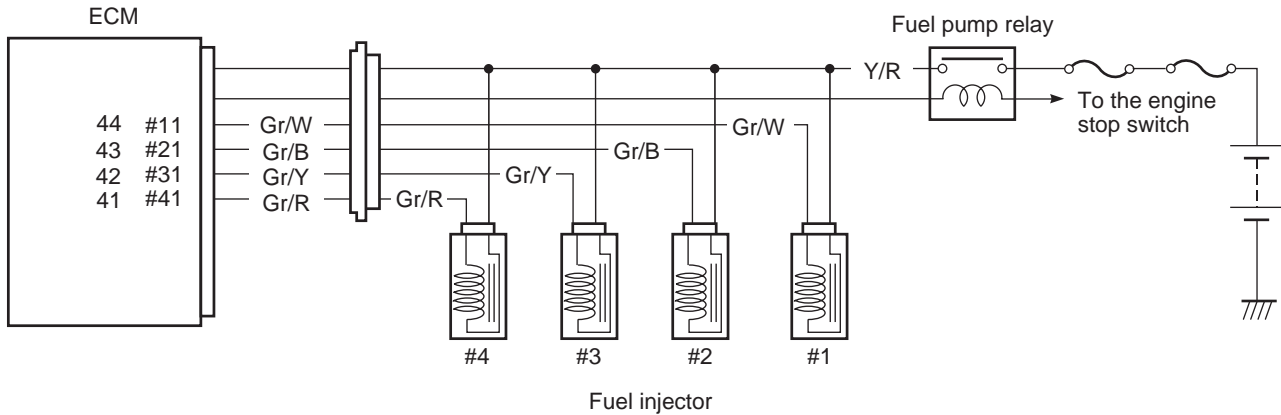 ECM
Fuel pump relay
Y/R
To the engine
stop switch
44 #11 Gr/W Gr/W
43 #21 Gr/B Gr/B
42 #31 Gr/Y Gr/Y
41 #41 Gr/R Gr/R
#4 #3 #2 #1
Fuel injector